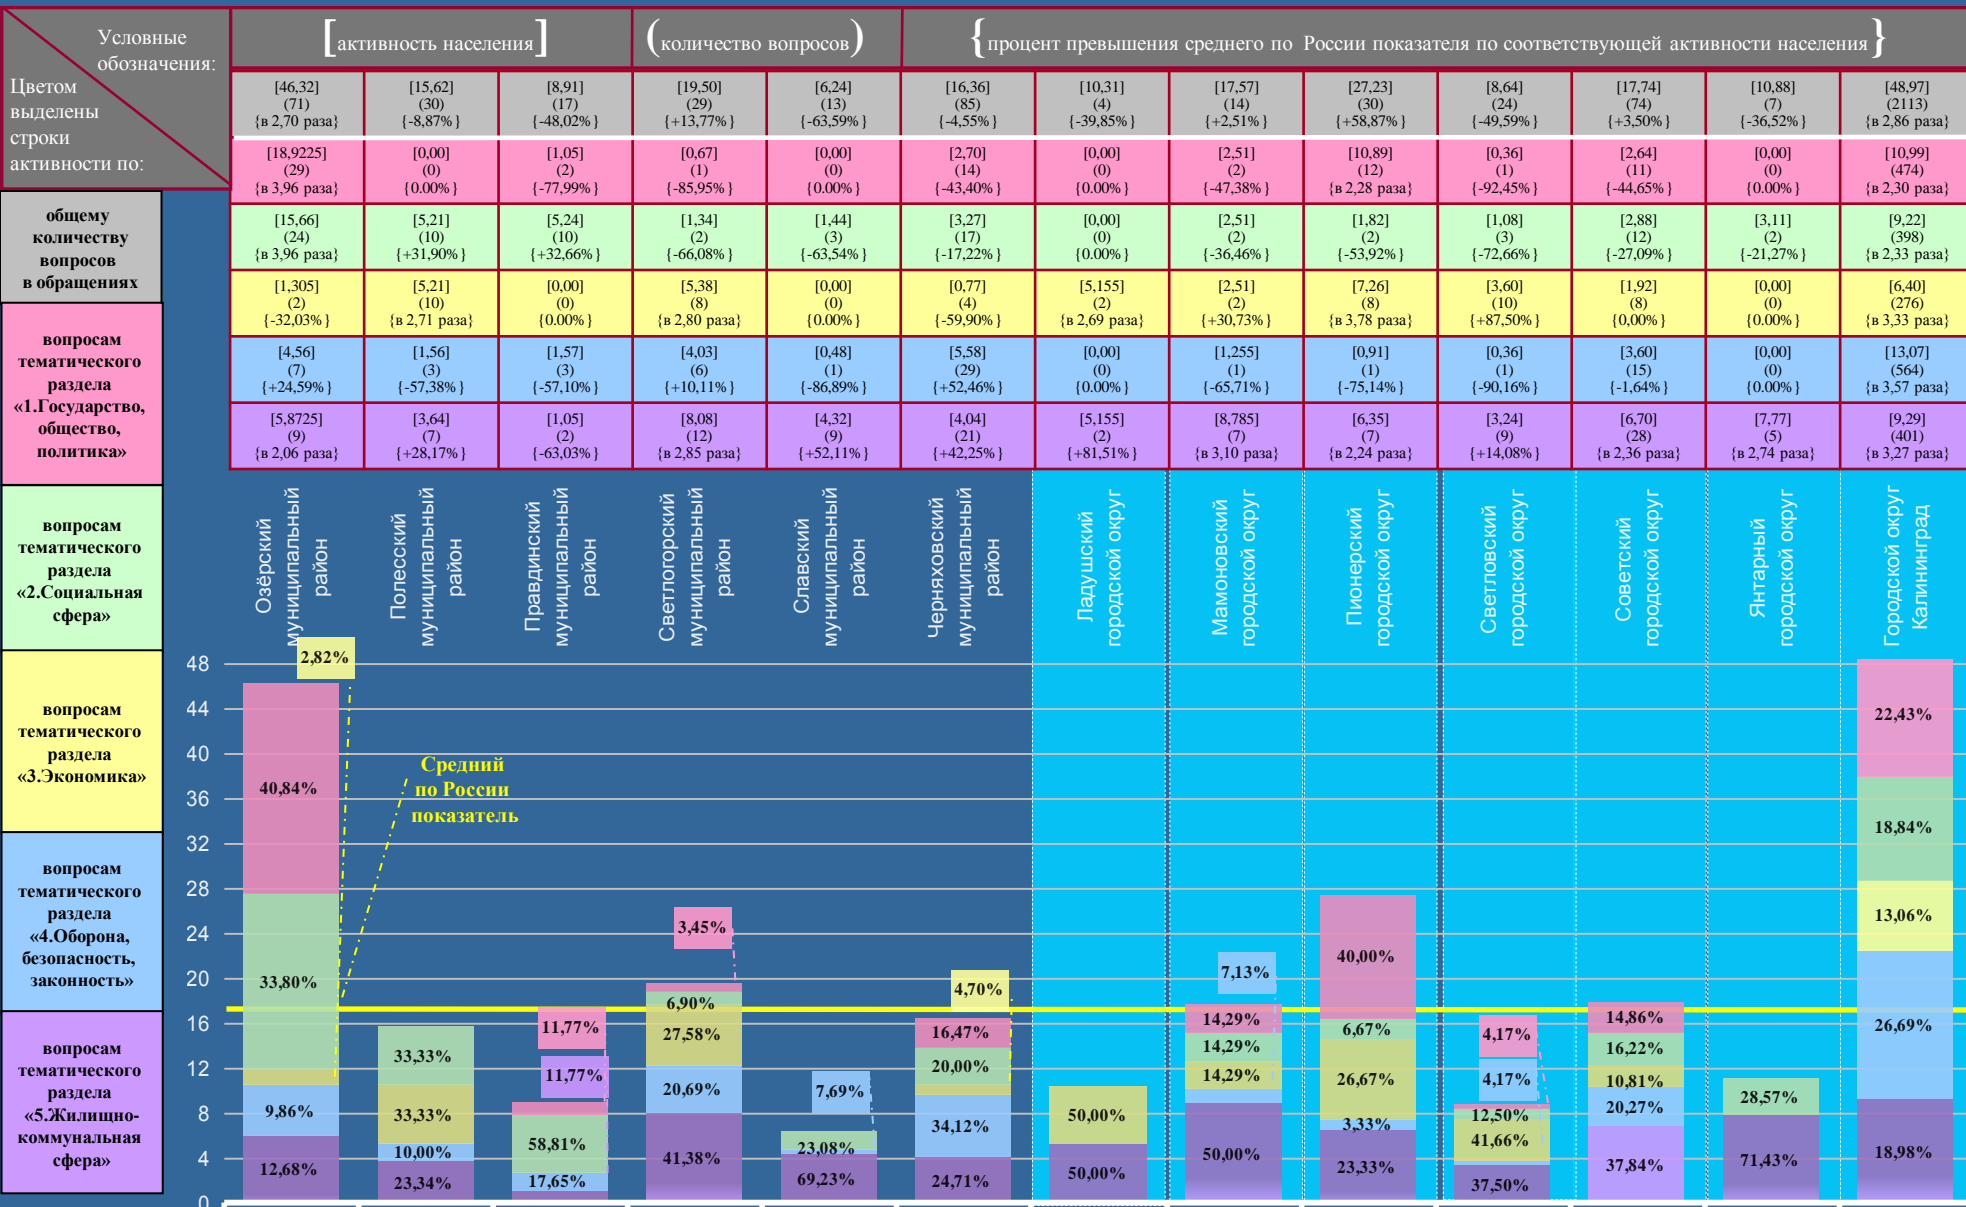 Условные
обозначения:
Цветом
выделены
строки
активности по:
[активность населения]
(количество вопросов)
{процент превышения среднего по России показателя по соответствующей активности населения}
[46,32] [15,62] [8,91] [19,50] [6,24] [16,36] [10,31] [17,57] [27,23] [8,64] [17,74] [10,88] [48,97]
(71) (30) (17) (29) (13) (85) (4) (14) (30) (24) (74) (7) (2113)
{в 2,70 раза} {-8,87%} {-48,02%} {+13,77%} {-63,59%} {-4,55%} {-39,85%} {+2,51%} {+58,87%} {-49,59%} {+3,50%} {-36,52%} {в 2,86 раза}
[18,9225] [0,00] [1,05] [0,67] [0,00] [2,70] [0,00] [2,51] [10,89] [0,36] [2,64] [0,00] [10,99]
(29) (0) (2) (1) (0) (14) (0) (2) (12) (1) (11) (0) (474)
{в 3,96 раза} {0.00%} {-77,99%} {-85,95%} {0.00%} {-43,40%} {0.00%} {-47,38%} {в 2,28 раза} {-92,45%} {-44,65%} {0.00%} {в 2,30 раза}
[15,66] [5,21] [5,24] [1,34] [1,44] [3,27] [0,00] [2,51] [1,82] [1,08] [2,88] [3,11] [9,22]
(24) (10) (10) (2) (3) (17) (0) (2) (2) (3) (12) (2) (398)
{в 3,96 раза} {+31,90%} {+32,66%} {-66,08%} {-63,54%} {-17,22%} {0.00%} {-36,46%} {-53,92%} {-72,66%} {-27,09%} {-21,27%} {в 2,33 раза}
[1,305] [5,21] [0,00] [5,38] [0,00] [0,77] [5,155] [2,51] [7,26] [3,60] [1,92] [0,00] [6,40]
(2) (10) (0) (8) (0) (4) (2) (2) (8) (10) (8) (0) (276)
{-32,03%} {в 2,71 раза} {0.00%} {в 2,80 раза} {0.00%} {-59,90%} {в 2,69 раза} {+30,73%} {в 3,78 раза} {+87,50%} {0,00%} {0.00%} {в 3,33 раза}
[4,56] [1,56] [1,57] [4,03] [0,48] [5,58] [0,00] [1,255] [0,91] [0,36] [3,60] [0,00] [13,07]
(7) (3) (3) (6) (1) (29) (0) (1) (1) (1) (15) (0) (564)
{+24,59%} {-57,38%} {-57,10%} {+10,11%} {-86,89%} {+52,46%} {0.00%} {-65,71%} {-75,14%} {-90,16%} {-1,64%} {0.00%} {в 3,57 раза}
[5,8725] [3,64] [1,05] [8,08] [4,32] [4,04] [5,155] [8,785] [6,35] [3,24] [6,70] [7,77] [9,29]
(9) (7) (2) (12) (9) (21) (2) (7) (7) (9) (28) (5) (401)
{в 2,06 раза} {+28,17%} {-63,03%} {в 2,85 раза} {+52,11%} {+42,25%} {+81,51%} {в 3,10 раза} {в 2,24 раза} {+14,08%} {в 2,36 раза} {в 2,74 раза} {в 3,27 раза}
общему
количеству
вопросов
в обращениях
вопросам
тематического
раздела
«1.Государство,
общество,
политика»
вопросам
тематического
раздела
«2.Социальная
сфера»
вопросам
тематического
раздела
«3.Экономика»
вопросам
тематического
раздела
«4.Оборона,
безопасность,
законность»
вопросам
тематического
раздела
«5.Жилищно-
коммунальная
сфера»
Озёрский
муниципальный
район
Полесский
муниципальный
район
Правдинский
муниципальный
район
Светлогорский
муниципальный
район
Славский
муниципальный
район
Черняховский
муниципальный
район
Ладушский
городской округ
Мамоновский
городской округ
Пионерский
городской округ
Светловский
городской округ
Советский
городской округ
Янтарный
городской округ
Городской округ
Калининград
48
44
40
36
32
28
24
20
16
12
8
4
0
Средний
по России
показатель
2,82%
40,84%
33,80%
9,86%
12,68%
33,33%
33,33%
10,00%
23,34%
11,77%
11,77%
58,81%
17,65%
3,45%
6,90%
27,58%
20,69%
41,38%
7,69%
23,08%
69,23%
4,70%
16,47%
20,00%
34,12%
24,71%
50,00%
50,00%
7,13%
14,29%
14,29%
14,29%
50,00%
40,00%
6,67%
26,67%
3,33%
23,33%
4,17%
4,17%
12,50%
41,66%
37,50%
14,86%
16,22%
10,81%
20,27%
37,84%
28,57%
71,43%
22,43%
18,84%
13,06%
26,69%
18,98%